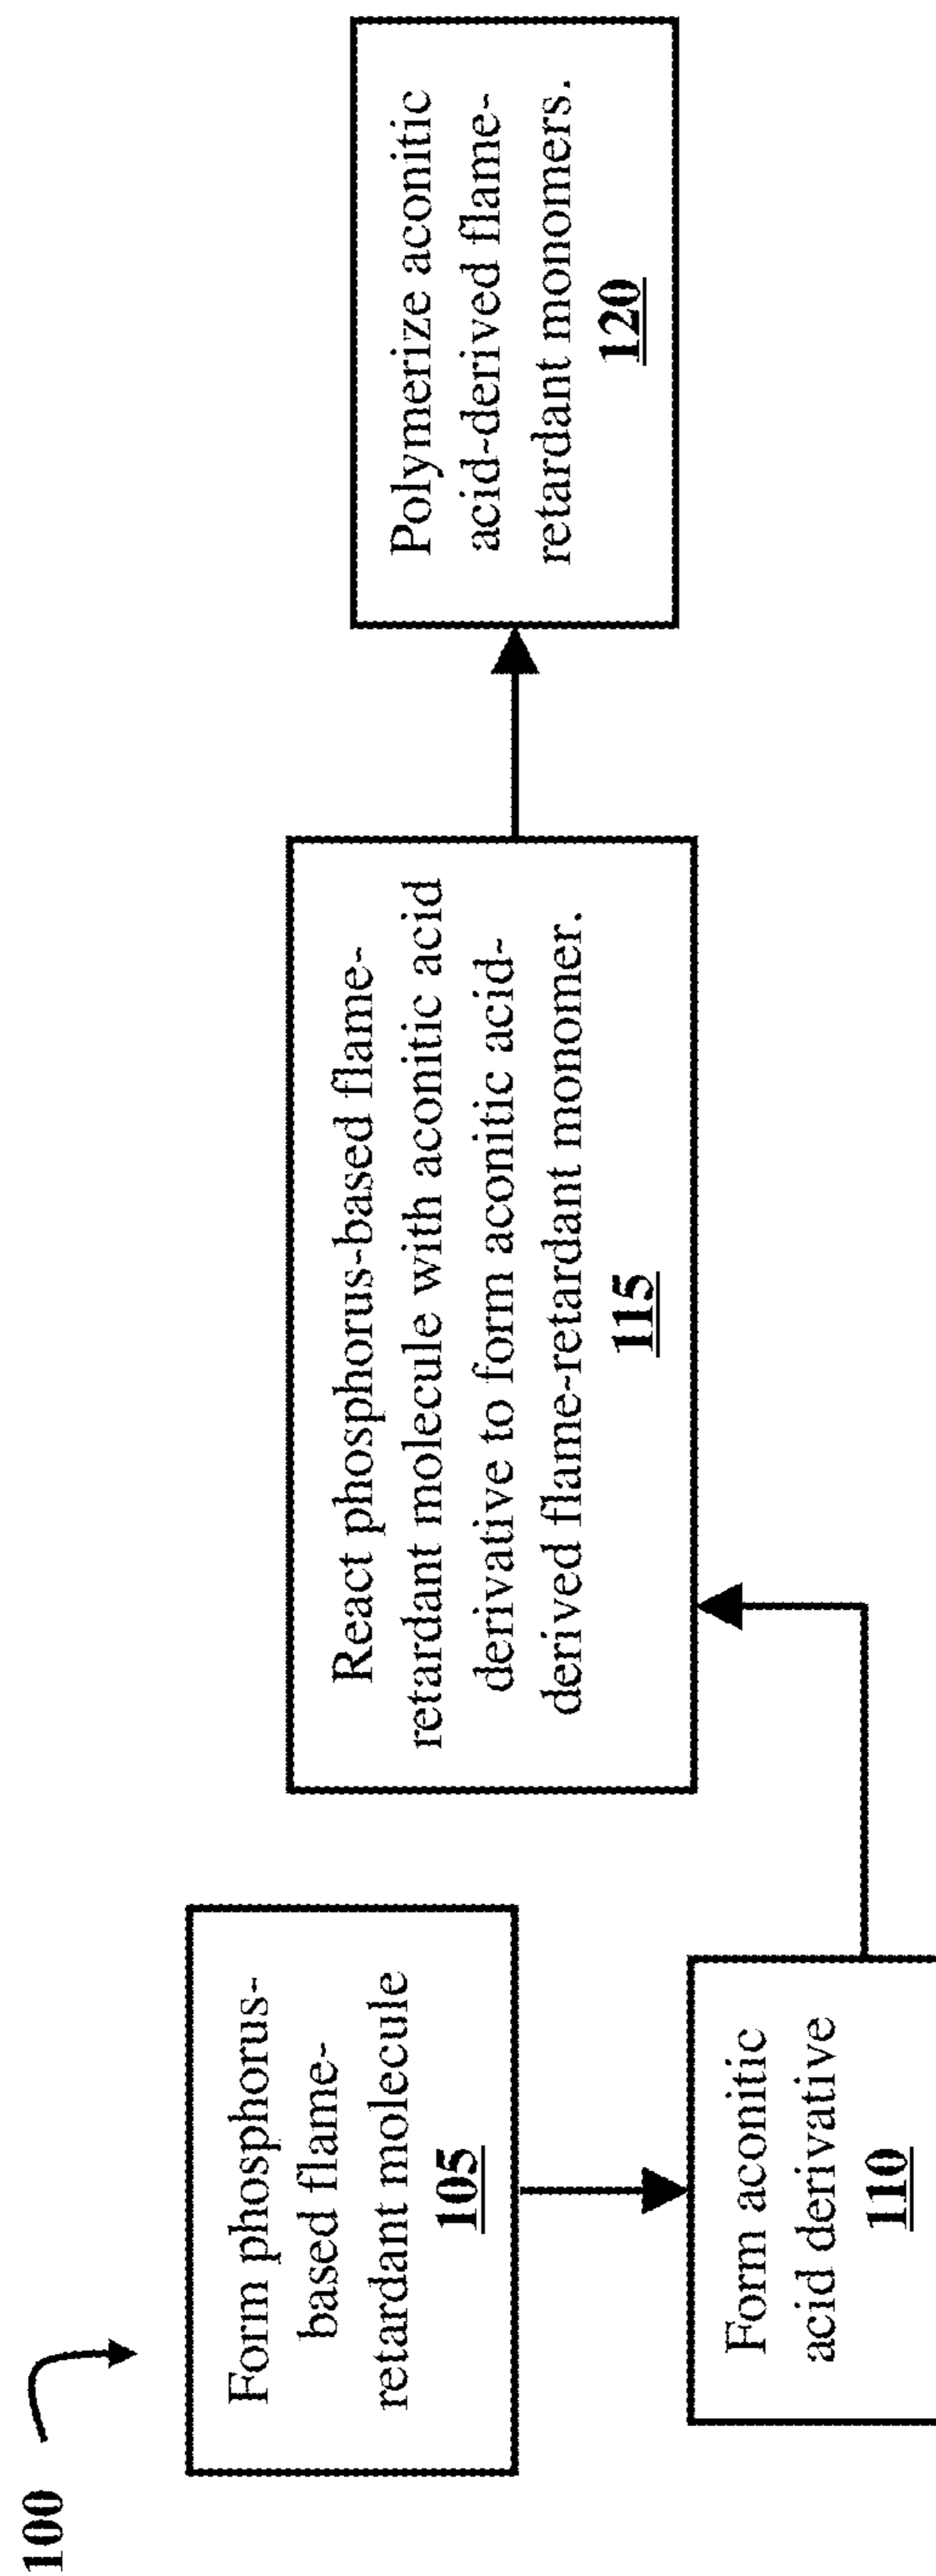 100
Form phosphorus-
based flame-
retardant molecule
105
Form aconitic
acid derivative
110
React phosphorus-based flame-
retardant molecule with aconitic acid
derivative to form aconitic acid-
derived flame-retardant monomer.
115
Polymerize aconitic
acid-derived flame-
retardant monomers.
120